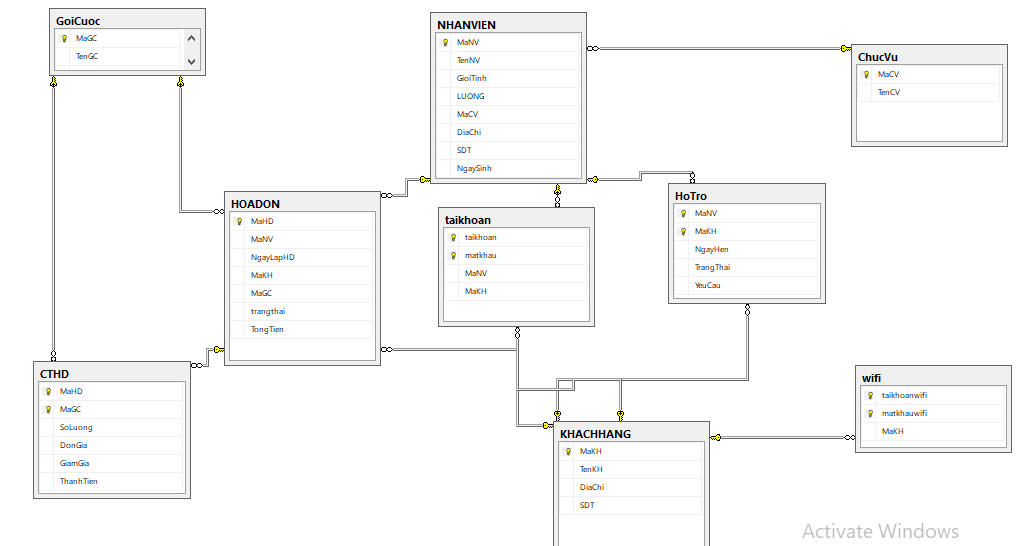 GoiCuoc
MaGC
TenGC
NHANVIEN
MaNV
TenNV
GioiTinh
LUONG
MaCV
DiaChi
SDT
NgaySinh
ChucVu
MaCV
TenCV
HOADON
MaHD
MaNV
NgayLapHD
MaKH
MaGC
trangthai
TongTien
taikhoan
taikhoan
matkhau
MaNV
MaKH
HoTro
MaNV
MaKH
NgayHen
TrangThai
YeuCau
CTHD
MaHD
MaGC
SoLuong
DonGia
GiamGia
ThanhTien
KHACHHANG
MaKH
TenKH
DiaChi
SDT
wifi
taikhoanwifi
matkhauwifi
MaKH
Activate Windows